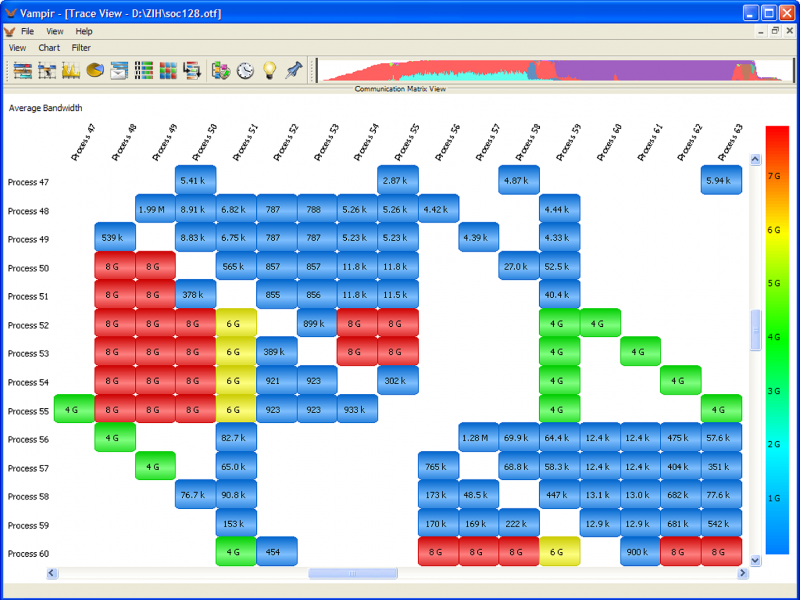 Vampir - [Trace View - D:\ZIH\soc128.otf]
File View Help
View Chart Filter
Communication Matrix View
Average Bandwidth
Process 47 Process 48 Process 49 Process 50 Process 51 Process 52 Process 53 Process 54 Process 55 Process 56 Process 57 Process 58 Process 59 Process 60 Process 61 Process 62 Process 63
Process 47 5.41 k 2.87 k 4.87 k 5.94 k
Process 48 1.99 M 8.91 k 6.82 k 787 788 5.26 k 5.26 k 4.42 k 4.44 k
Process 49 539 k 8.83 k 6.75 k 787 787 5.23 k 5.23 k 4.39 k 4.33 k
Process 50 8 G 8 G 565 k 857 857 11.8 k 11.8 k 27.0 k 52.5 k
Process 51 8 G 8 G 378 k 855 856 11.8 k 11.5 k 40.4 k
Process 52 8 G 8 G 8 G 6 G 899 k 8 G 8 G 4 G 4 G
Process 53 8 G 8 G 8 G 6 G 389 k 8 G 8 G 4 G 4 G
Process 54 8 G 8 G 8 G 6 G 921 923 302 k 4 G 4 G
Process 55 4 G 8 G 8 G 8 G 6 G 923 923 933 k 4 G 4 G
Process 56 4 G 82.7 k 1.28 M 69.9 k 64.4 k 12.4 k 12.4 k 475 k 57.6 k
Process 57 4 G 65.0 k 765 k 68.8 k 58.3 k 12.4 k 12.4 k 404 k 351 k
Process 58 76.7 k 90.8 k 173 k 48.5 k 447 k 13.1 k 13.0 k 682 k 77.6 k
Process 59 153 k 170 k 169 k 222 k 12.9 k 12.9 k 681 k 542 k
Process 60 4 G 454 8 G 8 G 8 G 6 G 900 k 8 G 8 G
7 G
6 G
5 G
4 G
3 G
2 G
1 G